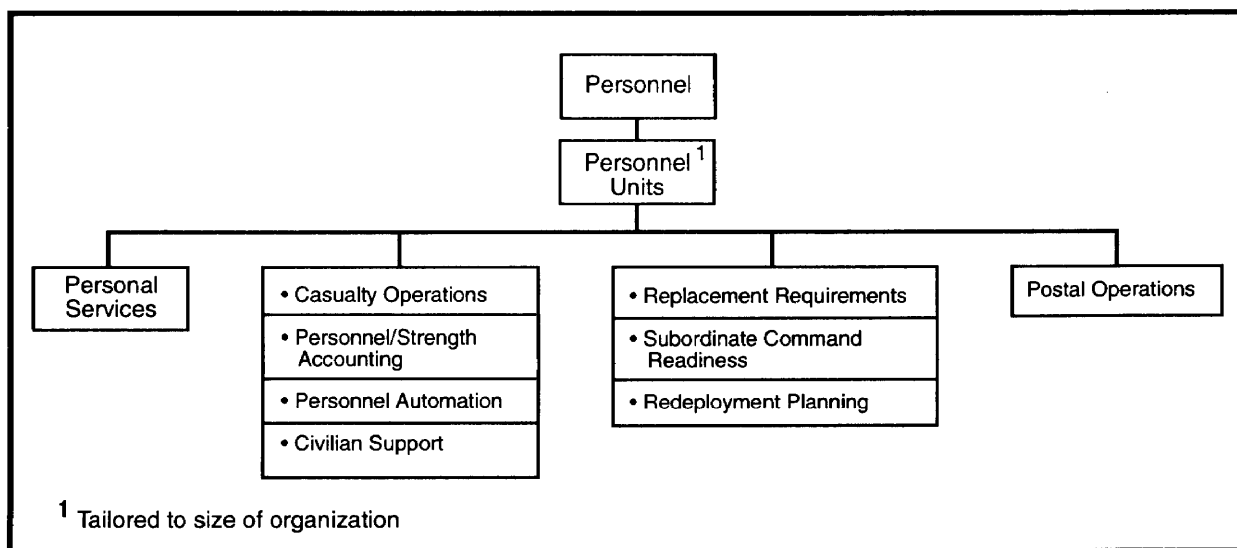 Personnel
Personnel 1
Units
Personal
Services
• Casualty Operations
• Personnel/Strength
Accounting
• Personnel Automation
• Civilian Support
• Replacement Requirements
• Subordinate Command
Readiness
• Redeployment Planning
Postal Operations
1 Tailored to size of organization